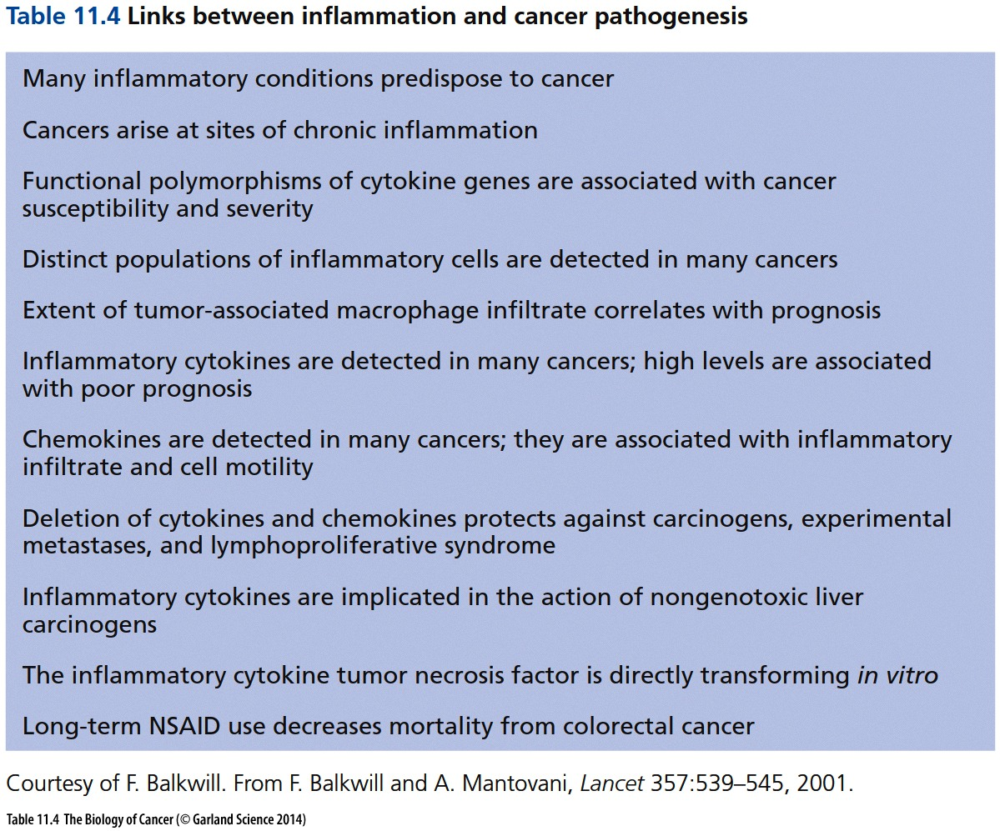 Table 11.4 Links between inflammation and cancer pathogenesis
Many inflammatory conditions predispose to cancer
Cancers arise at sites of chronic inflammation
Functional polymorphisms of cytokine genes are associated with cancer
susceptibility and severity
Distinct populations of inflammatory cells are detected in many cancers
Extent of tumor-associated macrophage infiltrate correlates with prognosis
Inflammatory cytokines are detected in many cancers; high levels are associated
with poor prognosis
Chemokines are detected in many cancers; they are associated with inflammatory
infiltrate and cell motility
Deletion of cytokines and chemokines protects against carcinogens, experimental
metastases, and lymphoproliferative syndrome
Inflammatory cytokines are implicated in the action of nongenotoxic liver
carcinogens
The inflammatory cytokine tumor necrosis factor is directly transforming in vitro
Long-term NSAID use decreases mortality from colorectal cancer
Courtesy of F. Balkwill. From F. Balkwill and A. Mantovani, Lancet 357:539–545, 2001.
Table 11.4 The Biology of Cancer (© Garland Science 2014)